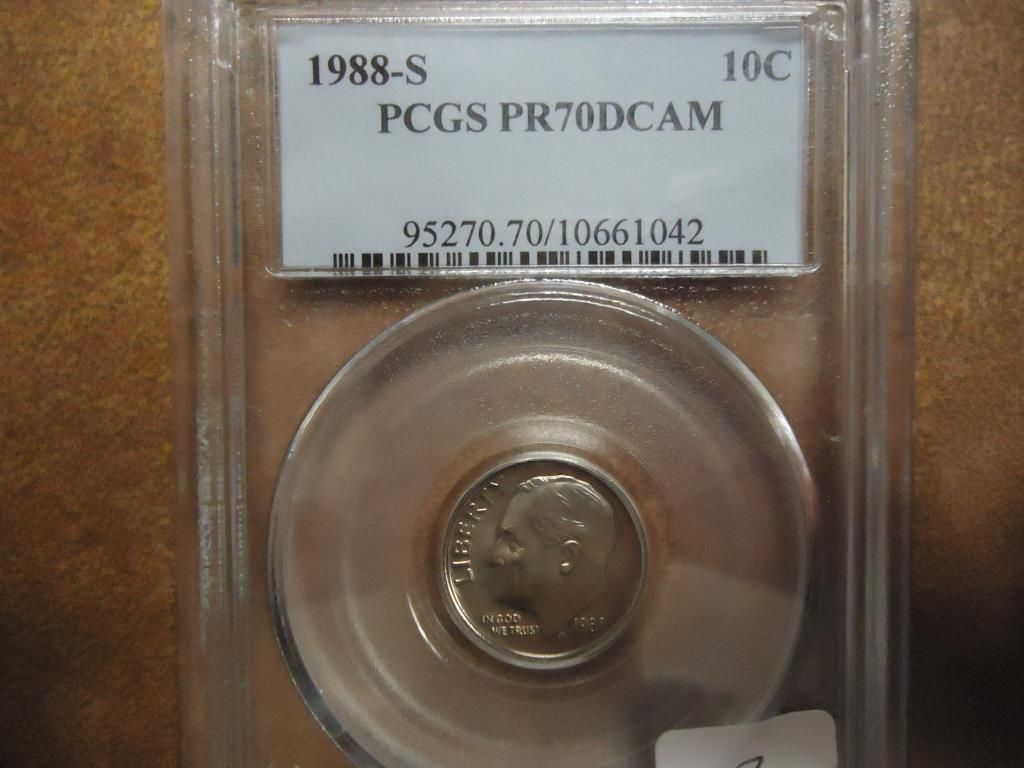 1988-S 10C
PCGS PR70DCAM
95270.70/10661042
LIBERTY
IN GOD
WE TRUST